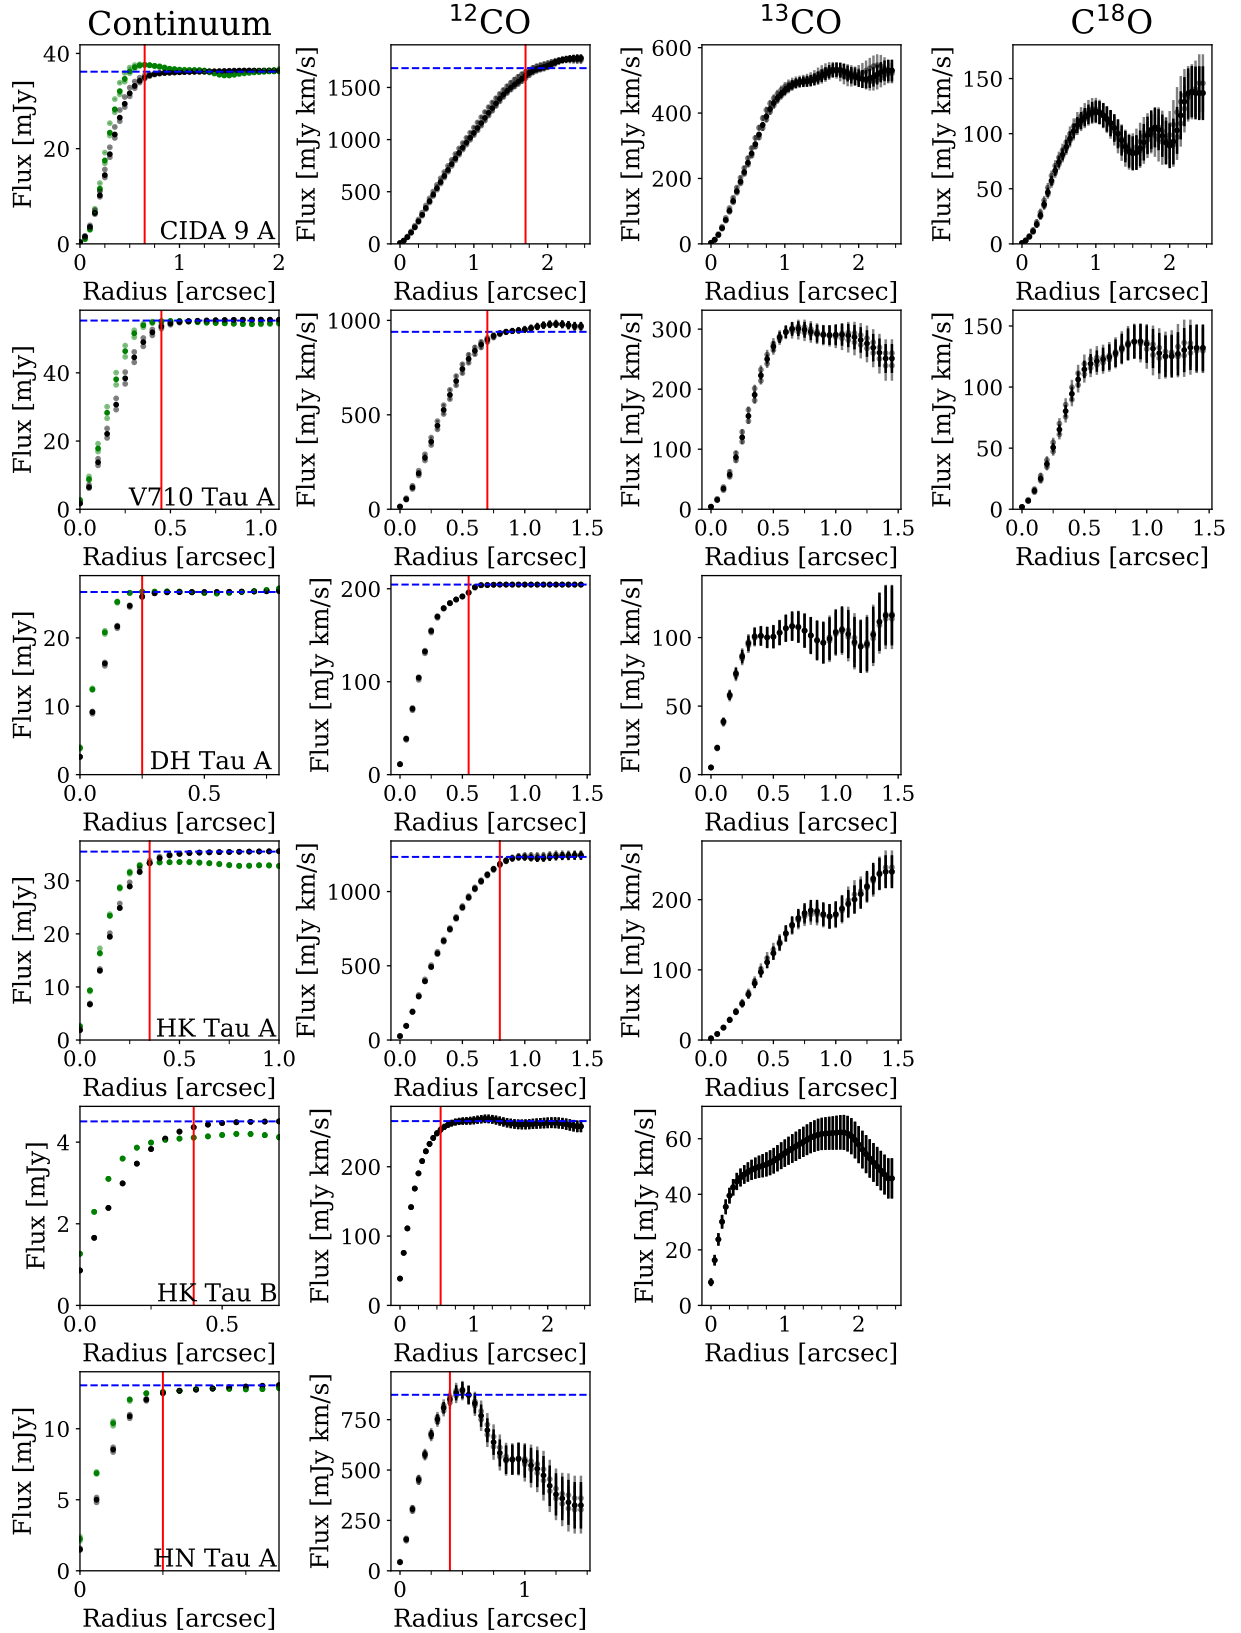 Continuum
¹²CO
¹³CO
C¹⁸O
Flux [mJy]
40
20
0
0
1
2
CIDA 9 A
Radius [arcsec]
Flux [mJy km/s]
1500
1000
500
0
0
1
2
Radius [arcsec]
Flux [mJy km/s]
600
400
200
0
0
1
2
Radius [arcsec]
Flux [mJy km/s]
150
100
50
0
0
1
2
Radius [arcsec]
Flux [mJy]
40
20
0
0.0
0.5
1.0
V710 Tau A
Radius [arcsec]
Flux [mJy km/s]
1000
500
0
0.0
0.5
1.0
1.5
Radius [arcsec]
Flux [mJy km/s]
300
200
100
0
0.0
0.5
1.0
1.5
Radius [arcsec]
Flux [mJy km/s]
150
100
50
0
0.0
0.5
1.0
1.5
Radius [arcsec]
Flux [mJy]
20
10
0
0.0
0.5
DH Tau A
Radius [arcsec]
Flux [mJy km/s]
200
100
0
0.0
0.5
1.0
1.5
Radius [arcsec]
Flux [mJy km/s]
100
50
0
0.0
0.5
1.0
1.5
Radius [arcsec]
Flux [mJy]
30
20
10
0
0.0
0.5
1.0
HK Tau A
Radius [arcsec]
Flux [mJy km/s]
1000
500
0
0.0
0.5
1.0
1.5
Radius [arcsec]
Flux [mJy km/s]
200
100
0
0.0
0.5
1.0
1.5
Radius [arcsec]
Flux [mJy]
4
2
0
0.0
0.5
HK Tau B
Radius [arcsec]
Flux [mJy km/s]
200
100
0
0
1
2
Radius [arcsec]
Flux [mJy km/s]
60
40
20
0
0
1
2
Radius [arcsec]
Flux [mJy]
10
5
0
0
HN Tau A
Radius [arcsec]
Flux [mJy km/s]
750
500
250
0
0
1
Radius [arcsec]